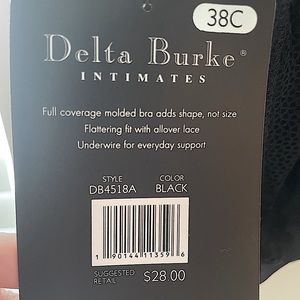 38C
Delta Burke®
INTIMATES
Full coverage molded bra adds shape, not size
Flattering fit with allover lace
Underwire for everyday support
STYLE COLOR
DB4518A BLACK
1 90144 11359 6
SUGGESTED
RETAIL $28.00